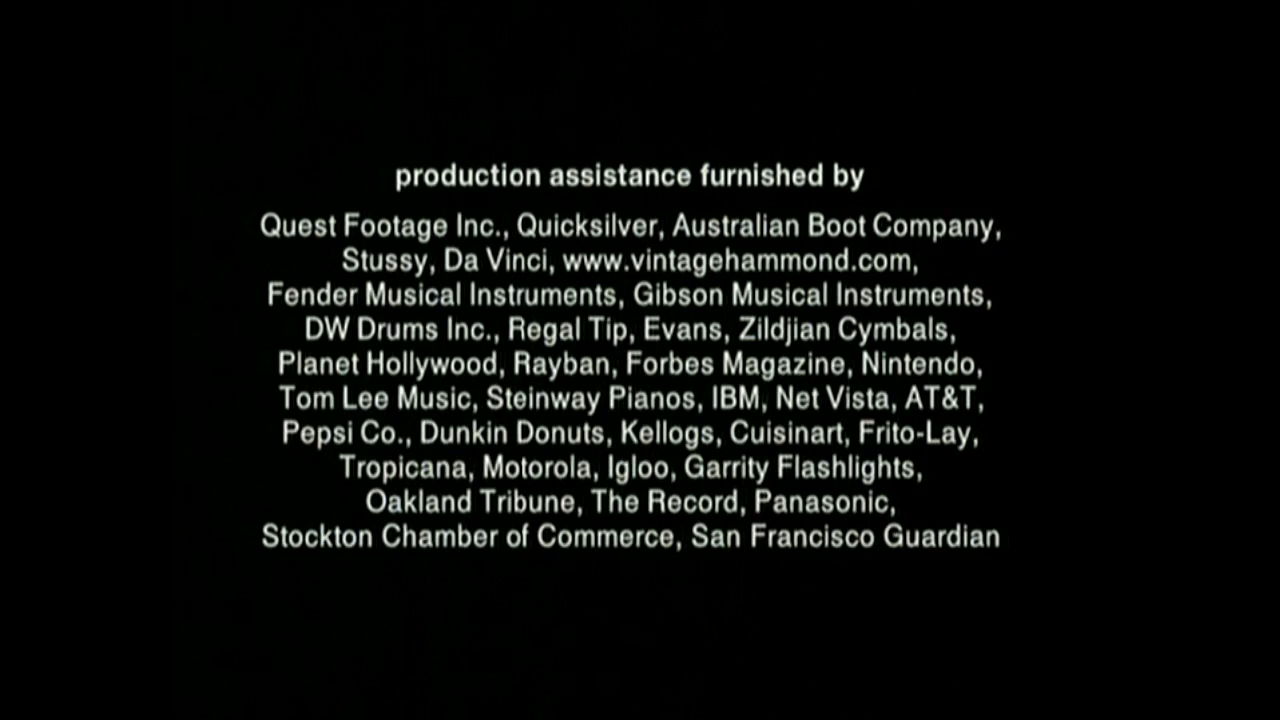 production assistance furnished by
Quest Footage Inc., Quicksilver, Australian Boot Company,
Stussy, Da Vinci, www.vintagehammond.com,
Fender Musical Instruments, Gibson Musical Instruments,
DW Drums Inc., Regal Tip, Evans, Zildjian Cymbals,
Planet Hollywood, Rayban, Forbes Magazine, Nintendo,
Tom Lee Music, Steinway Pianos, IBM, Net Vista, AT&T,
Pepsi Co., Dunkin Donuts, Kellogs, Cuisinart, Frito-Lay,
Tropicana, Motorola, Igloo, Garrity Flashlights,
Oakland Tribune, The Record, Panasonic,
Stockton Chamber of Commerce, San Francisco Guardian